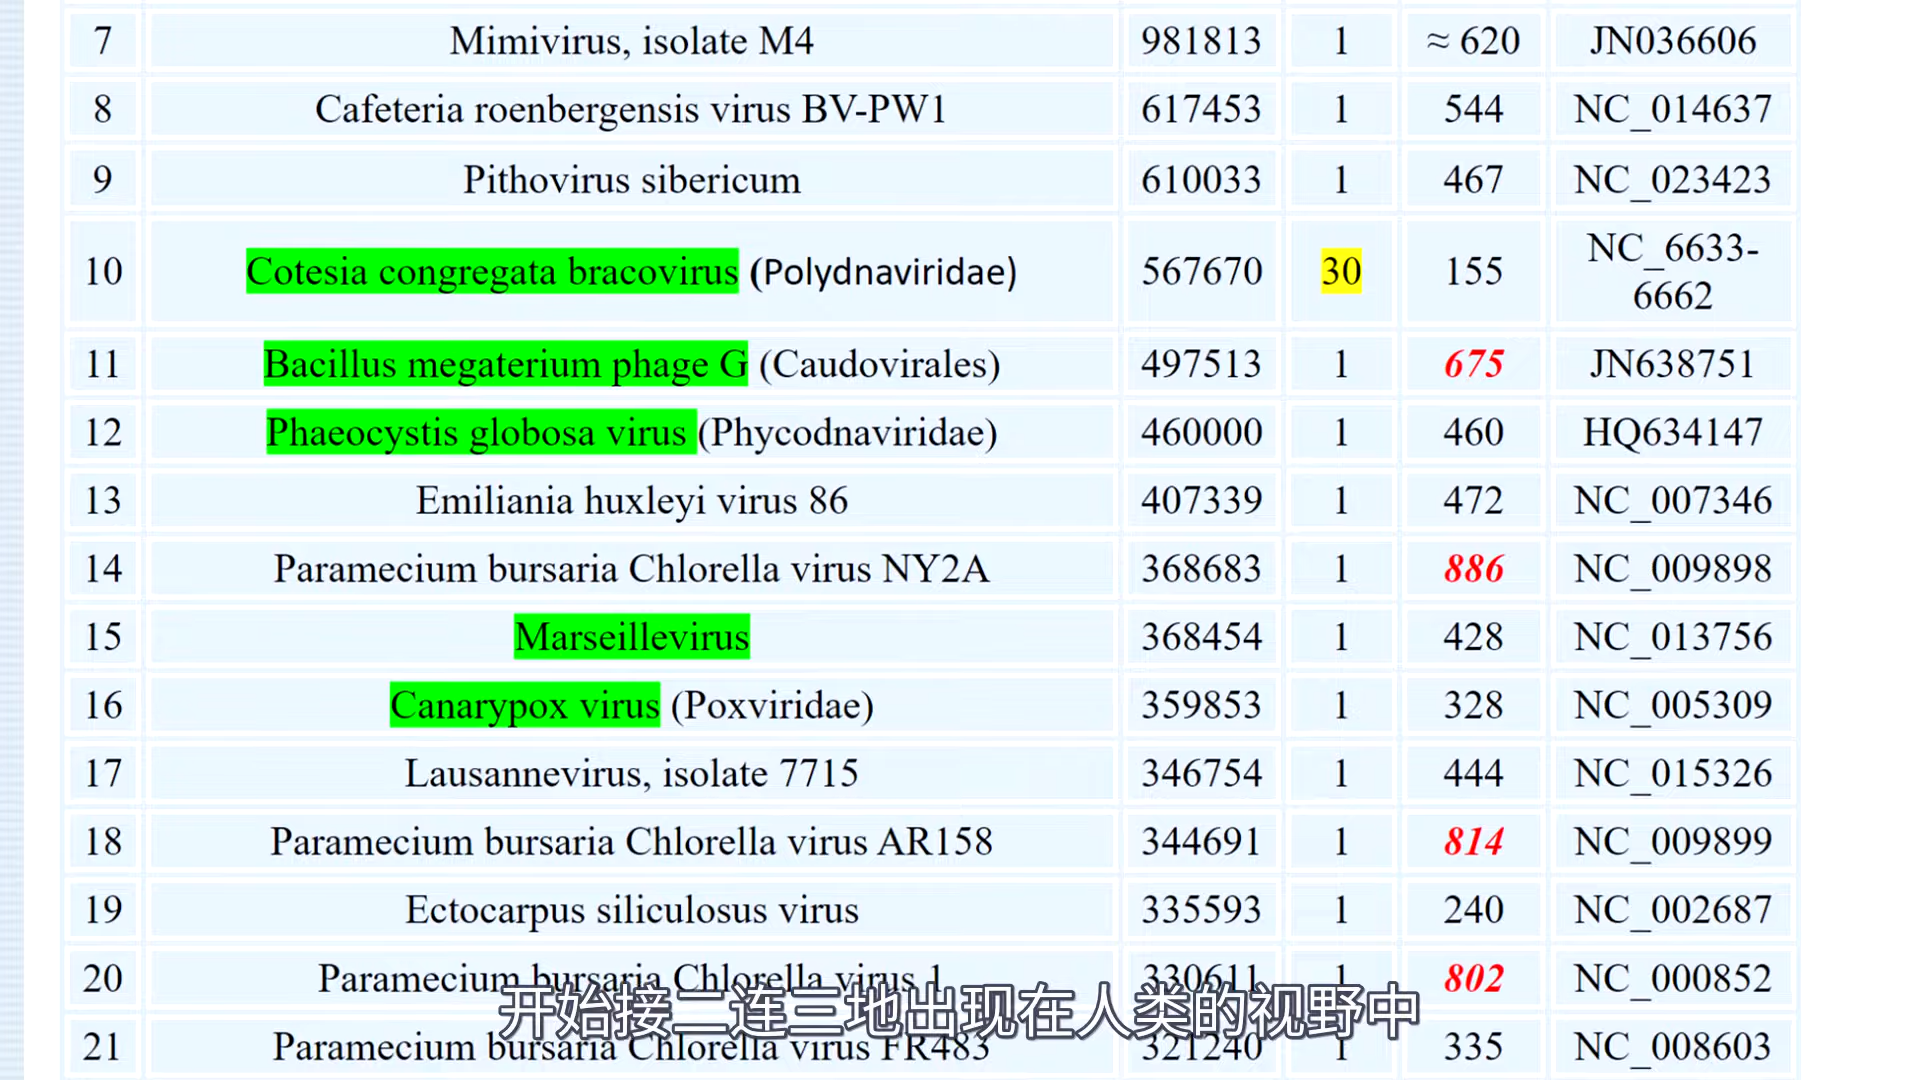 7 Mimivirus, isolate M4 981813 1 ≈ 620 JN036606
8 Cafeteria roenbergensis virus BV-PW1 617453 1 544 NC_014637
9 Pithovirus sibericum 610033 1 467 NC_023423
10 Cotesia congregata bracovirus (Polydnaviridae) 567670 30 155 NC_6633-
6662
11 Bacillus megaterium phage G (Caudovirales) 497513 1 675 JN638751
12 Phaeocystis globosa virus (Phycodnaviridae) 460000 1 460 HQ634147
13 Emiliania huxleyi virus 86 407339 1 472 NC_007346
14 Paramecium bursaria Chlorella virus NY2A 368683 1 886 NC_009898
15 Marseillevirus 368454 1 428 NC_013756
16 Canarypox virus (Poxviridae) 359853 1 328 NC_005309
17 Lausannevirus, isolate 7715 346754 1 444 NC_015326
18 Paramecium bursaria Chlorella virus AR158 344691 1 814 NC_009899
19 Ectocarpus siliculosus virus 335593 1 240 NC_002687
20 Paramecium bursaria Chlorella virus 1 330611 1 802 NC_000852
开始接二连三地出现在人类的视野中
21 Paramecium bursaria Chlorella virus FR483 321240 1 335 NC_008603